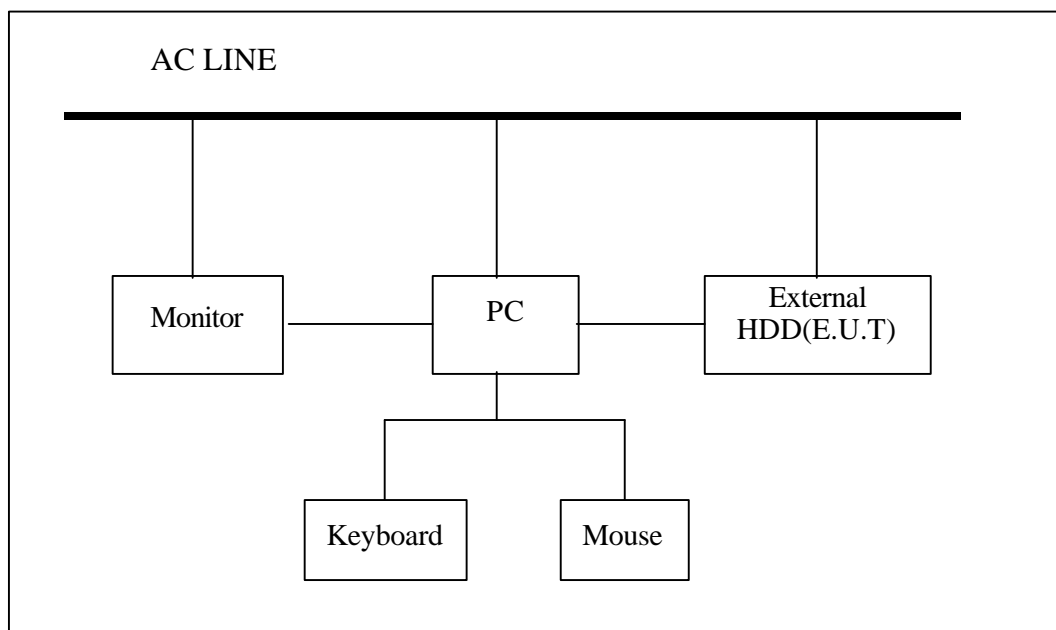 AC LINE
Monitor
PC
External
HDD(E.U.T)
Keyboard
Mouse